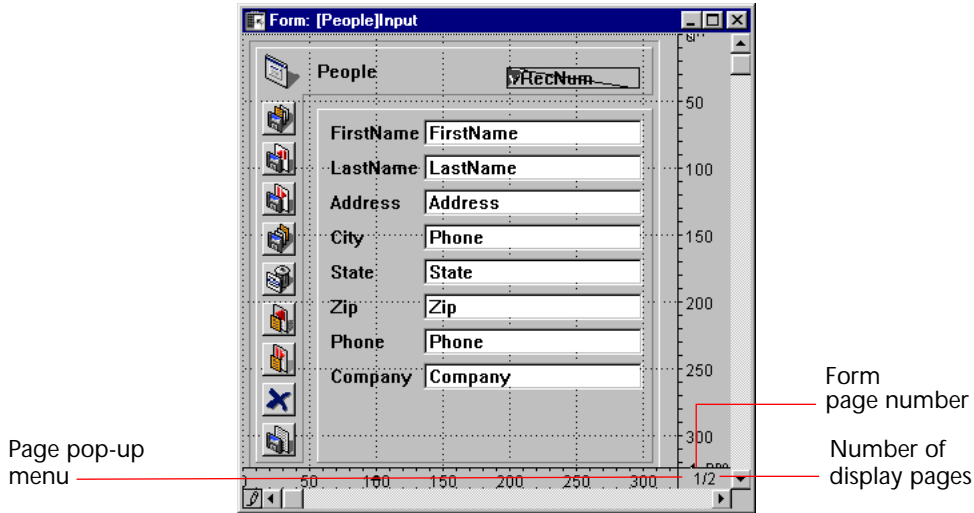 Form: [People]Input
People
vRecNum
50
FirstName FirstName
LastName LastName
100
Address Address
City Phone
150
State State
Zip Zip
200
Phone Phone
Company Company
250
Form
page number
300
Page pop-up
menu
Number of
display pages
50 100 150 200 250 300
1/2